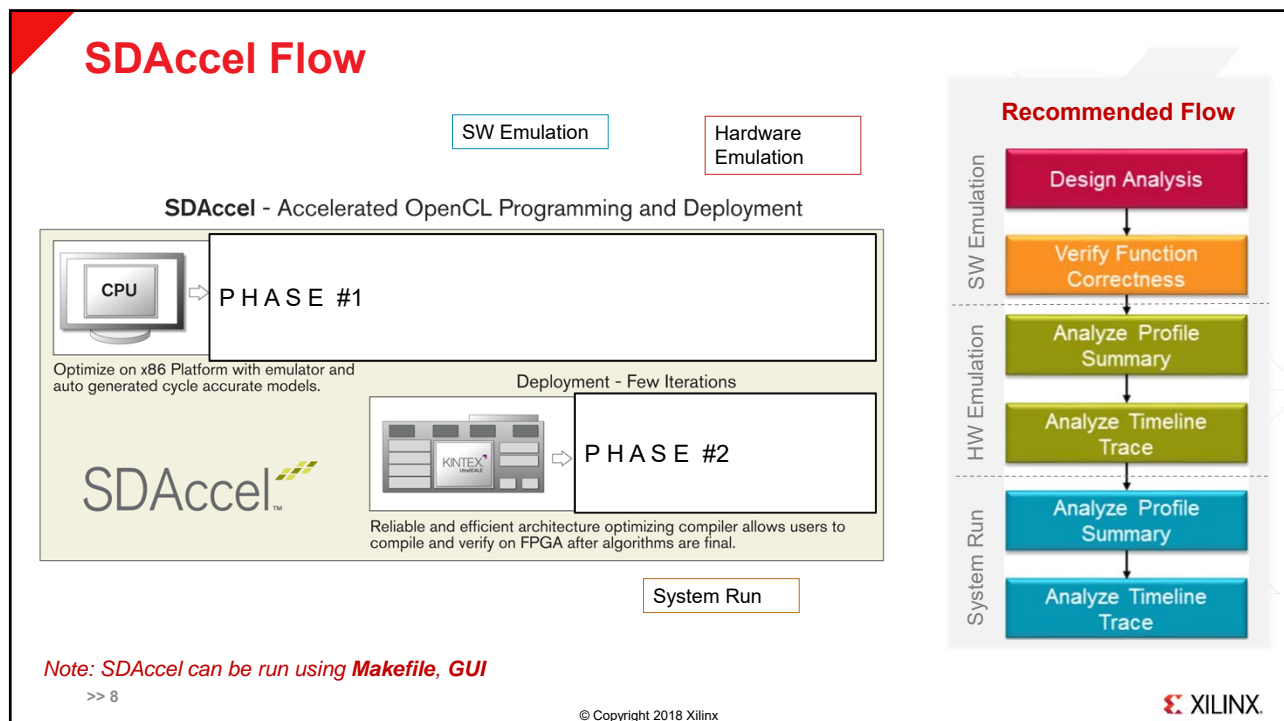 SDAccel Flow
SW Emulation
Hardware
Emulation
SDAccel - Accelerated OpenCL Programming and Deployment
CPU
PHASE #1
Optimize on x86 Platform with emulator and
auto generated cycle accurate models.
Deployment - Few Iterations
KINTEX
UltraSCALE
PHASE #2
SDAccel™
Reliable and efficient architecture optimizing compiler allows users to
compile and verify on FPGA after algorithms are final.
System Run
Note: SDAccel can be run using Makefile, GUI
Recommended Flow
SW Emulation
Design Analysis
Verify Function
Correctness
HW Emulation
Analyze Profile
Summary
Analyze Timeline
Trace
System Run
Analyze Profile
Summary
Analyze Timeline
Trace
>> 8
© Copyright 2018 Xilinx
XILINX.